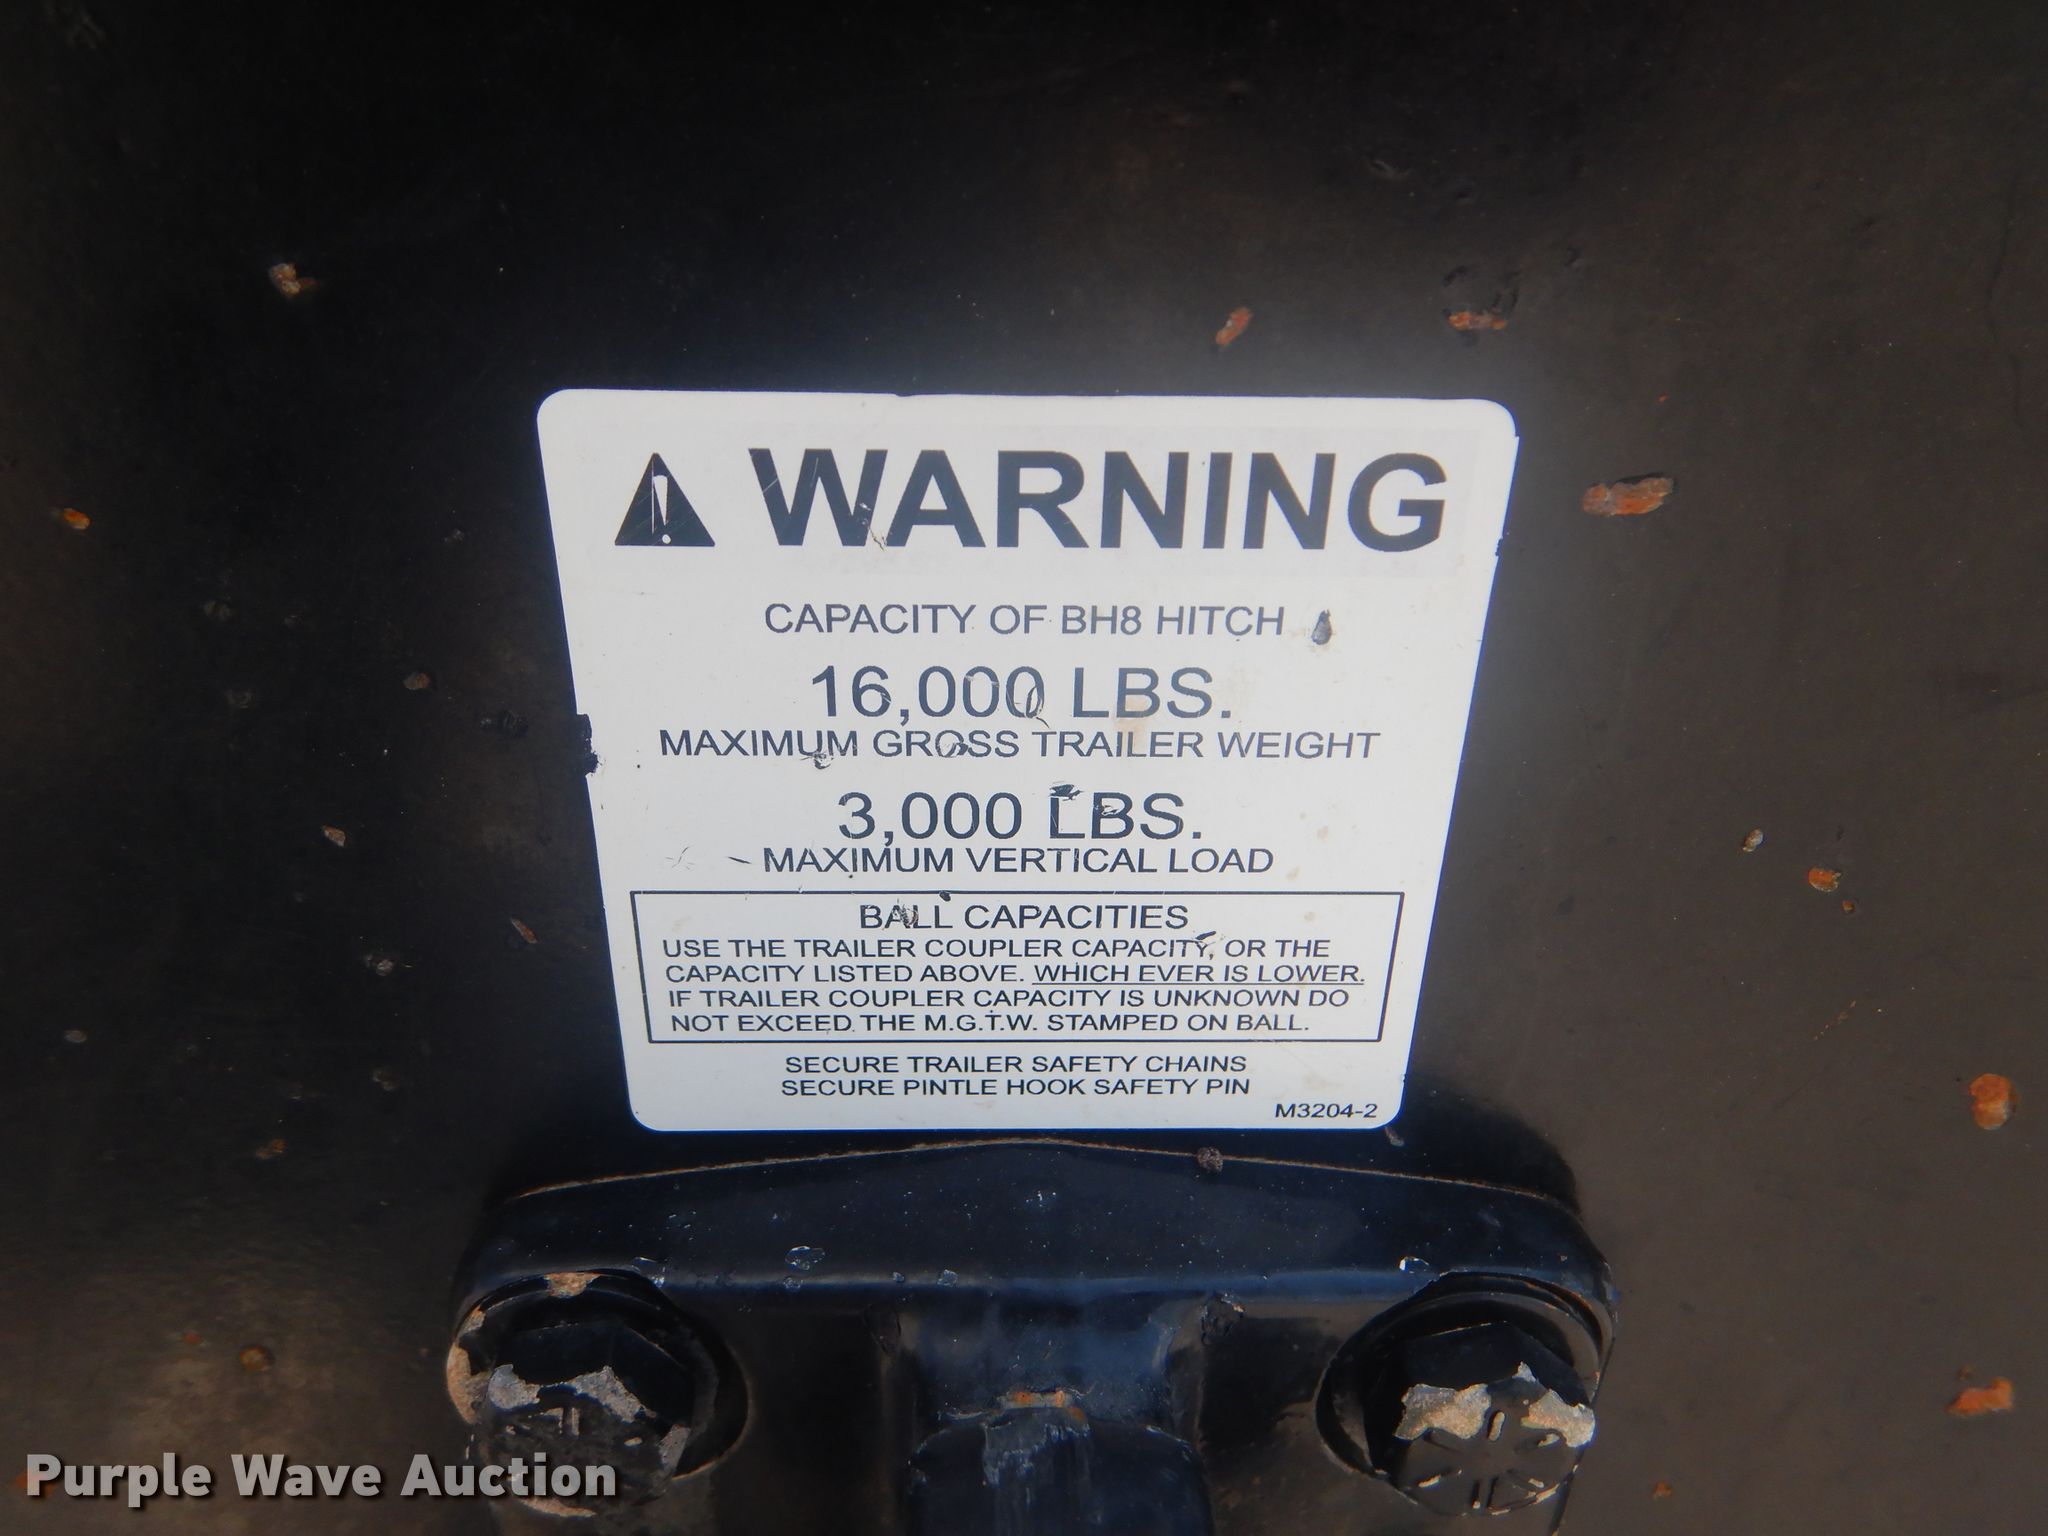 WARNING
CAPACITY OF BH8 HITCH
16,000 LBS.
MAXIMUM GROSS TRAILER WEIGHT
3,000 LBS.
MAXIMUM VERTICAL LOAD
BALL CAPACITIES
USE THE TRAILER COUPLER CAPACITY, OR THE
CAPACITY LISTED ABOVE. WHICH EVER IS LOWER.
IF TRAILER COUPLER CAPACITY IS UNKNOWN DO
NOT EXCEED THE M.G.T.W. STAMPED ON BALL.
SECURE TRAILER SAFETY CHAINS
SECURE PINTLE HOOK SAFETY PIN
M3204-2
Purple Wave Auction